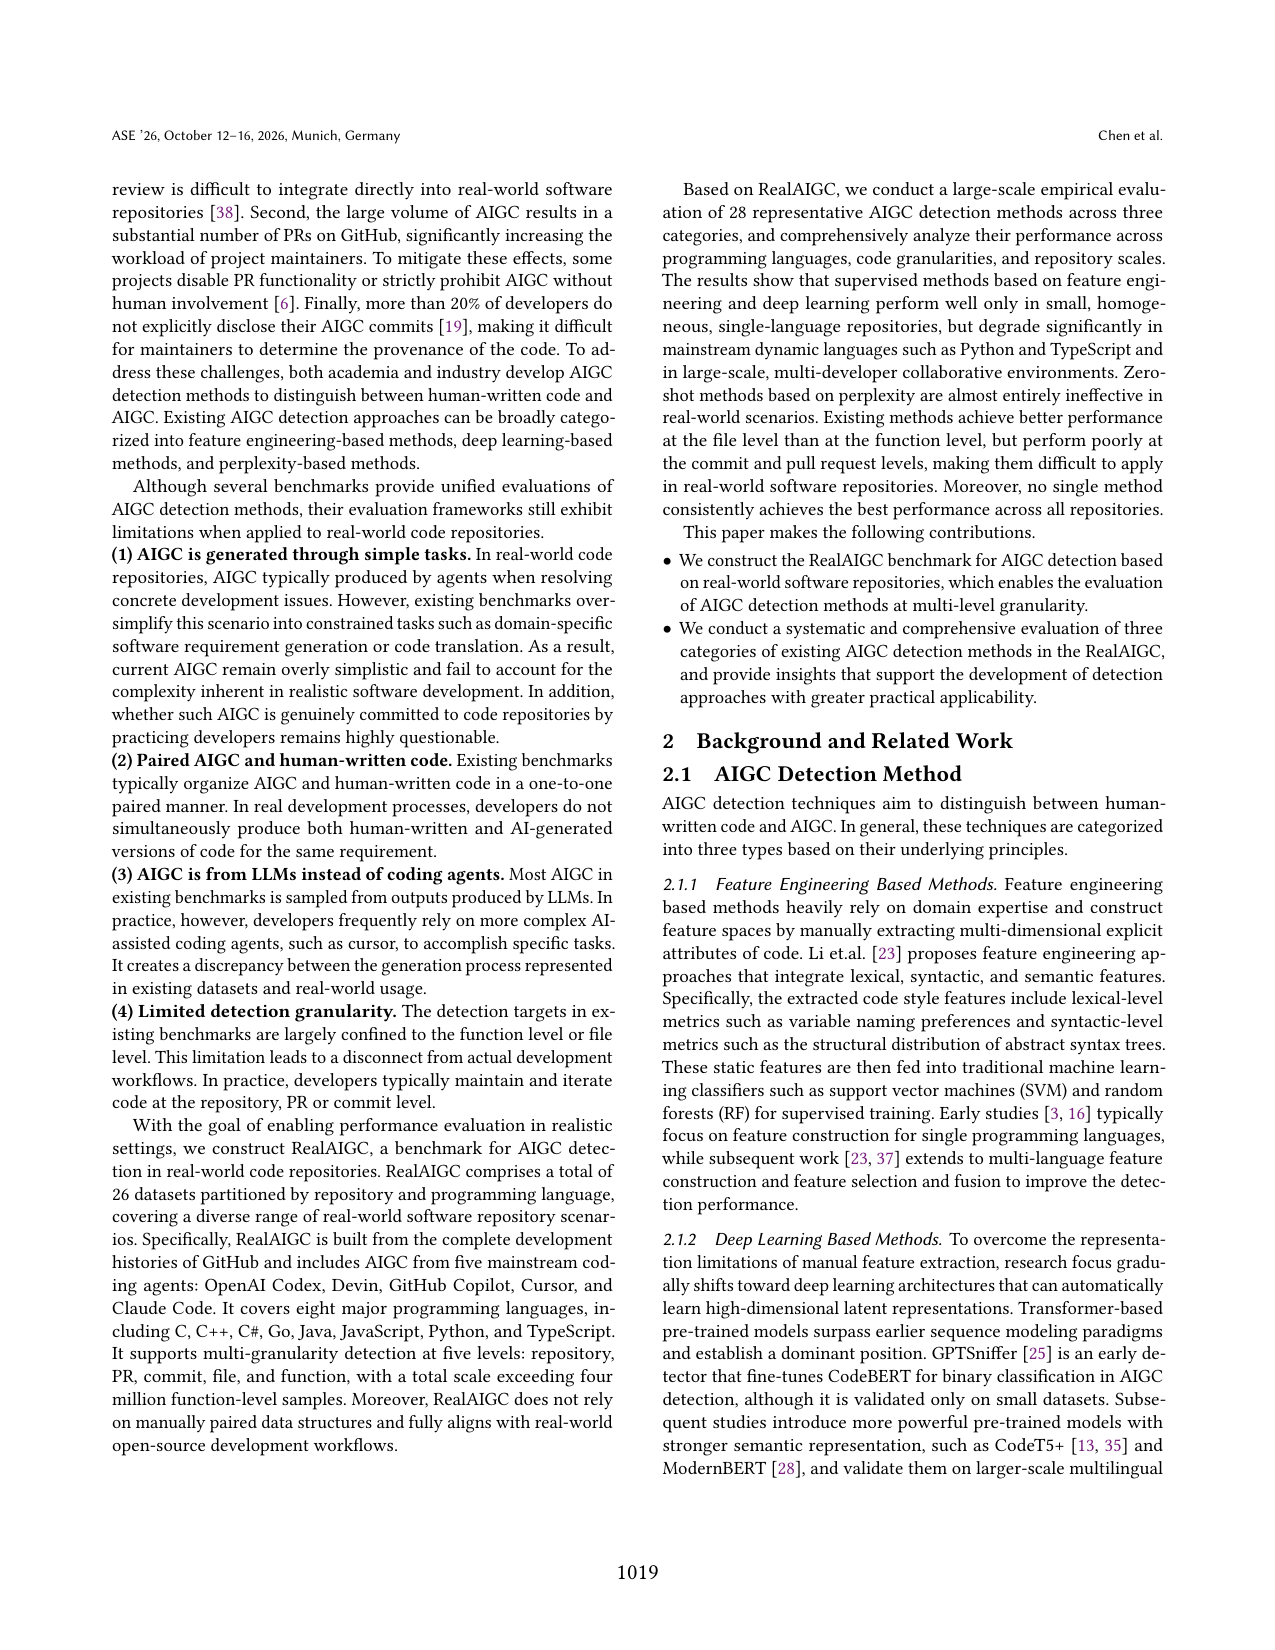 ASE ’26, October 12–16, 2026, Munich, Germany
Chen et al.
review is difficult to integrate directly into real-world software
repositories [38]. Second, the large volume of AIGC results in a
substantial number of PRs on GitHub, significantly increasing the
workload of project maintainers. To mitigate these effects, some
projects disable PR functionality or strictly prohibit AIGC without
human involvement [6]. Finally, more than 20% of developers do
not explicitly disclose their AIGC commits [19], making it difficult
for maintainers to determine the provenance of the code. To ad-
dress these challenges, both academia and industry develop AIGC
detection methods to distinguish between human-written code and
AIGC. Existing AIGC detection approaches can be broadly catego-
rized into feature engineering-based methods, deep learning-based
methods, and perplexity-based methods.
Although several benchmarks provide unified evaluations of
AIGC detection methods, their evaluation frameworks still exhibit
limitations when applied to real-world code repositories.
(1) AIGC is generated through simple tasks. In real-world code
repositories, AIGC typically produced by agents when resolving
concrete development issues. However, existing benchmarks over-
simplify this scenario into constrained tasks such as domain-specific
software requirement generation or code translation. As a result,
current AIGC remain overly simplistic and fail to account for the
complexity inherent in realistic software development. In addition,
whether such AIGC is genuinely committed to code repositories by
practicing developers remains highly questionable.
(2) Paired AIGC and human-written code. Existing benchmarks
typically organize AIGC and human-written code in a one-to-one
paired manner. In real development processes, developers do not
simultaneously produce both human-written and AI-generated
versions of code for the same requirement.
(3) AIGC is from LLMs instead of coding agents. Most AIGC in
existing benchmarks is sampled from outputs produced by LLMs. In
practice, however, developers frequently rely on more complex AI-
assisted coding agents, such as cursor, to accomplish specific tasks.
It creates a discrepancy between the generation process represented
in existing datasets and real-world usage.
(4) Limited detection granularity. The detection targets in ex-
isting benchmarks are largely confined to the function level or file
level. This limitation leads to a disconnect from actual development
workflows. In practice, developers typically maintain and iterate
code at the repository, PR or commit level.
With the goal of enabling performance evaluation in realistic
settings, we construct RealAIGC, a benchmark for AIGC detec-
tion in real-world code repositories. RealAIGC comprises a total of
26 datasets partitioned by repository and programming language,
covering a diverse range of real-world software repository scenar-
ios. Specifically, RealAIGC is built from the complete development
histories of GitHub and includes AIGC from five mainstream cod-
ing agents: OpenAI Codex, Devin, GitHub Copilot, Cursor, and
Claude Code. It covers eight major programming languages, in-
cluding C, C++, C#, Go, Java, JavaScript, Python, and TypeScript.
It supports multi-granularity detection at five levels: repository,
PR, commit, file, and function, with a total scale exceeding four
million function-level samples. Moreover, RealAIGC does not rely
on manually paired data structures and fully aligns with real-world
open-source development workflows.
Based on RealAIGC, we conduct a large-scale empirical evalu-
ation of 28 representative AIGC detection methods across three
categories, and comprehensively analyze their performance across
programming languages, code granularities, and repository scales.
The results show that supervised methods based on feature engi-
neering and deep learning perform well only in small, homoge-
neous, single-language repositories, but degrade significantly in
mainstream dynamic languages such as Python and TypeScript and
in large-scale, multi-developer collaborative environments. Zero-
shot methods based on perplexity are almost entirely ineffective in
real-world scenarios. Existing methods achieve better performance
at the file level than at the function level, but perform poorly at
the commit and pull request levels, making them difficult to apply
in real-world software repositories. Moreover, no single method
consistently achieves the best performance across all repositories.
This paper makes the following contributions.
• We construct the RealAIGC benchmark for AIGC detection based
on real-world software repositories, which enables the evaluation
of AIGC detection methods at multi-level granularity.
• We conduct a systematic and comprehensive evaluation of three
categories of existing AIGC detection methods in the RealAIGC,
and provide insights that support the development of detection
approaches with greater practical applicability.
2 Background and Related Work
2.1 AIGC Detection Method
AIGC detection techniques aim to distinguish between human-
written code and AIGC. In general, these techniques are categorized
into three types based on their underlying principles.
2.1.1 Feature Engineering Based Methods. Feature engineering
based methods heavily rely on domain expertise and construct
feature spaces by manually extracting multi-dimensional explicit
attributes of code. Li et.al. [23] proposes feature engineering ap-
proaches that integrate lexical, syntactic, and semantic features.
Specifically, the extracted code style features include lexical-level
metrics such as variable naming preferences and syntactic-level
metrics such as the structural distribution of abstract syntax trees.
These static features are then fed into traditional machine learn-
ing classifiers such as support vector machines (SVM) and random
forests (RF) for supervised training. Early studies [3, 16] typically
focus on feature construction for single programming languages,
while subsequent work [23, 37] extends to multi-language feature
construction and feature selection and fusion to improve the detec-
tion performance.
2.1.2 Deep Learning Based Methods. To overcome the representa-
tion limitations of manual feature extraction, research focus gradu-
ally shifts toward deep learning architectures that can automatically
learn high-dimensional latent representations. Transformer-based
pre-trained models surpass earlier sequence modeling paradigms
and establish a dominant position. GPTSniffer [25] is an early de-
tector that fine-tunes CodeBERT for binary classification in AIGC
detection, although it is validated only on small datasets. Subse-
quent studies introduce more powerful pre-trained models with
stronger semantic representation, such as CodeT5+ [13, 35] and
ModernBERT [28], and validate them on larger-scale multilingual
1019